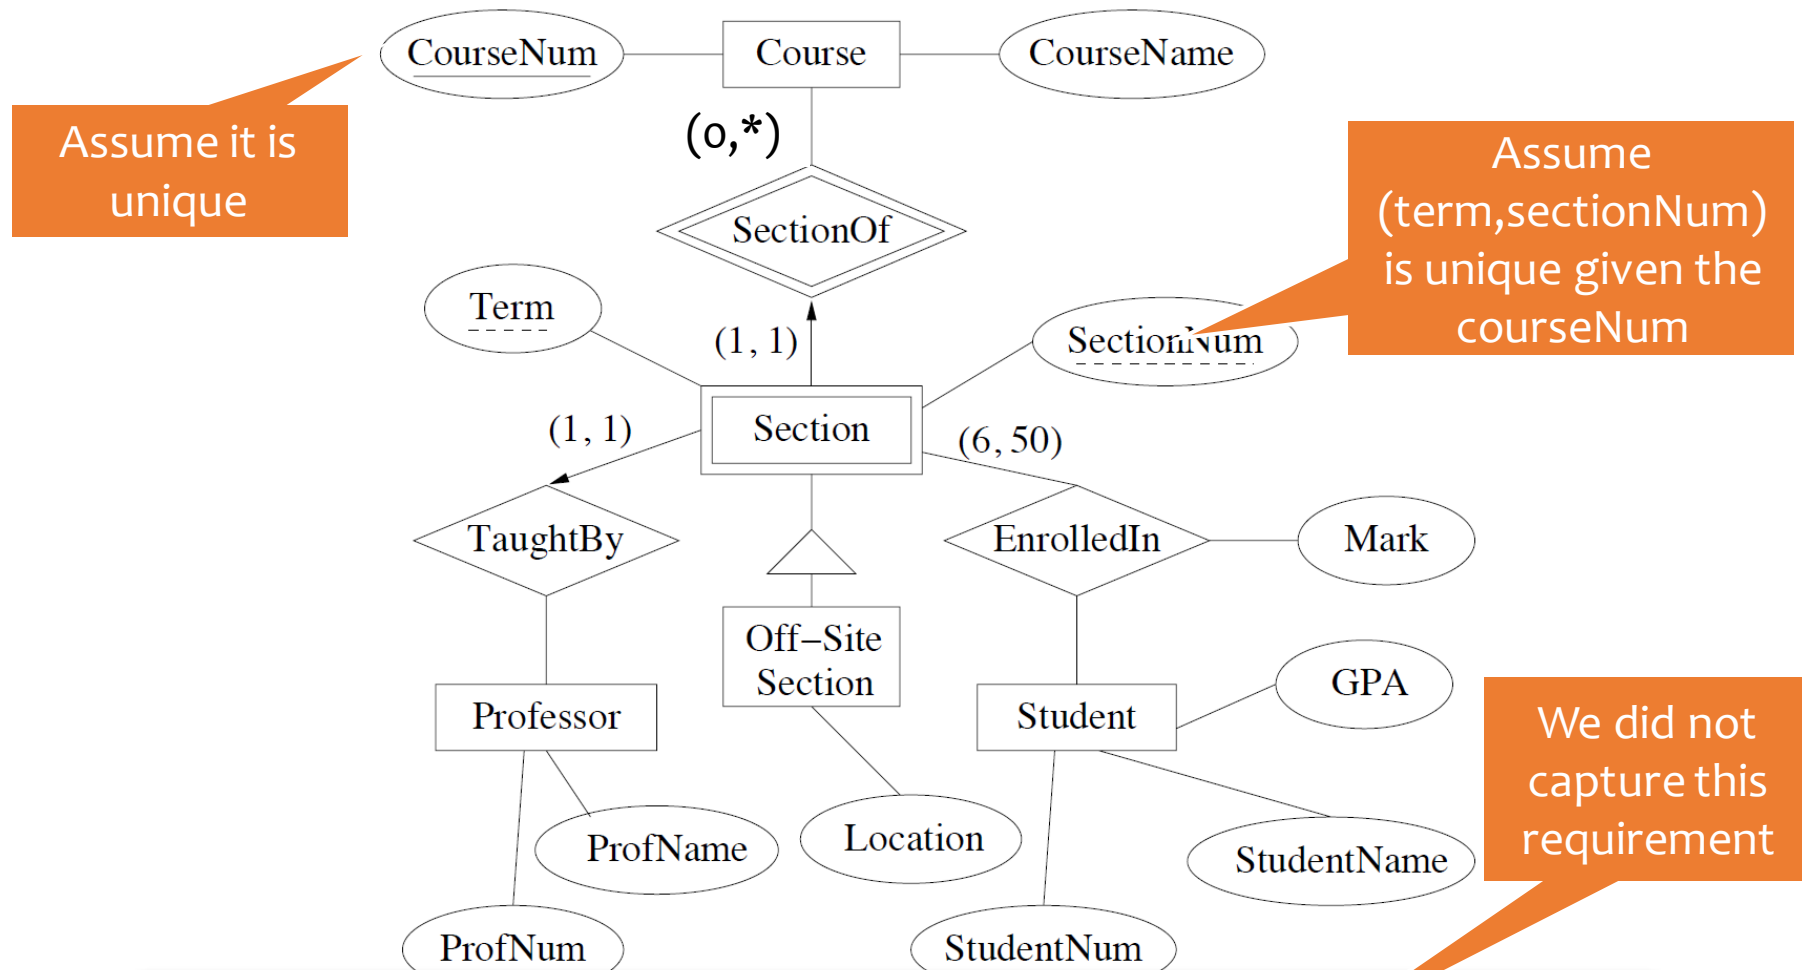 CourseNum
Course
CourseName
Assume it is
unique
(0,*)
Assume
(term,sectionNum)
is unique given the
courseNum
SectionOf
Term
(1, 1)
SectionNum
(1, 1)
Section
(6, 50)
TaughtBy
EnrolledIn
Mark
Off–Site
Section
GPA
Professor
Student
We did not
capture this
requirement
ProfName
Location
StudentName
ProfNum
StudentNum